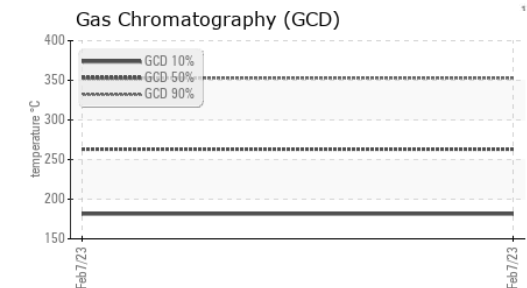 Gas Chromatography (GCD)
400
350
300
250
200
150
temperature °C
GCD 10%
GCD 50%
GCD 90%
Feb7/23
Feb7/23